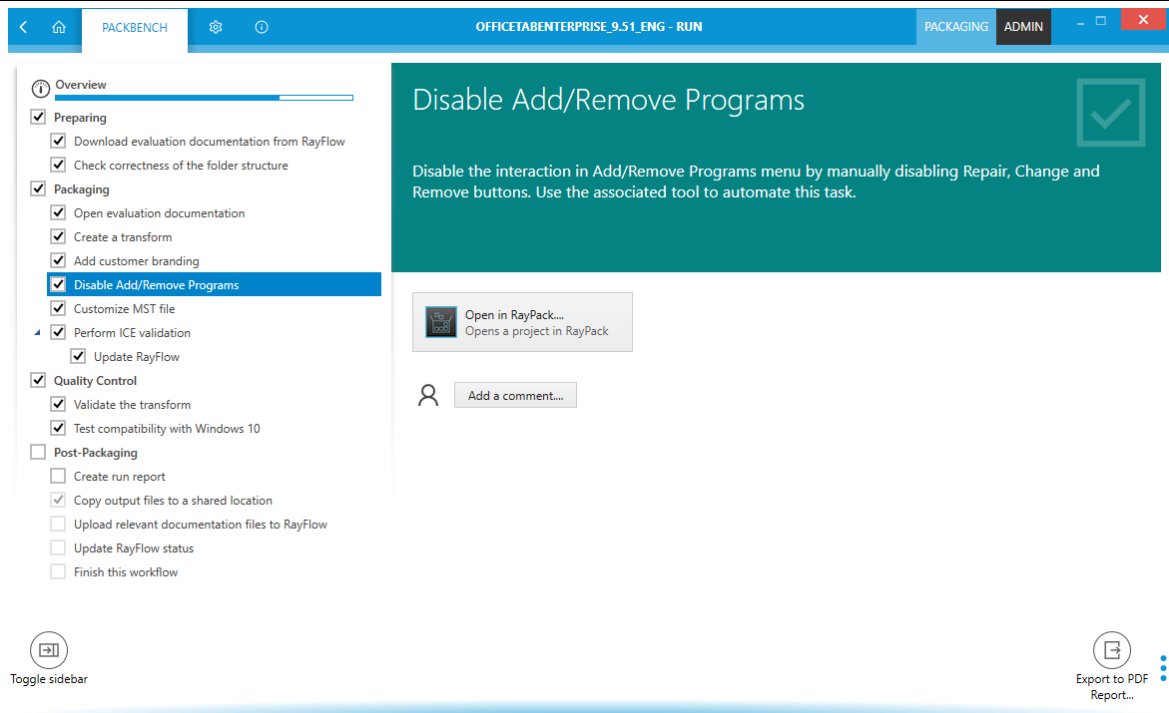 PACKBENCH
OFFICETABENTERPRISE_9.51_ENG - RUN
PACKAGING
ADMIN
Overview
Preparing
Download evaluation documentation from RayFlow
Check correctness of the folder structure
Packaging
Open evaluation documentation
Create a transform
Add customer branding
Disable Add/Remove Programs
Customize MST file
Perform ICE validation
Update RayFlow
Quality Control
Validate the transform
Test compatibility with Windows 10
Post-Packaging
Create run report
Copy output files to a shared location
Upload relevant documentation files to RayFlow
Update RayFlow status
Finish this workflow
Disable Add/Remove Programs
Disable the interaction in Add/Remove Programs menu by manually disabling Repair, Change and
Remove buttons. Use the associated tool to automate this task.
Open in RayPack....
Opens a project in RayPack
Add a comment....
Toggle sidebar
Export to PDF
Report...